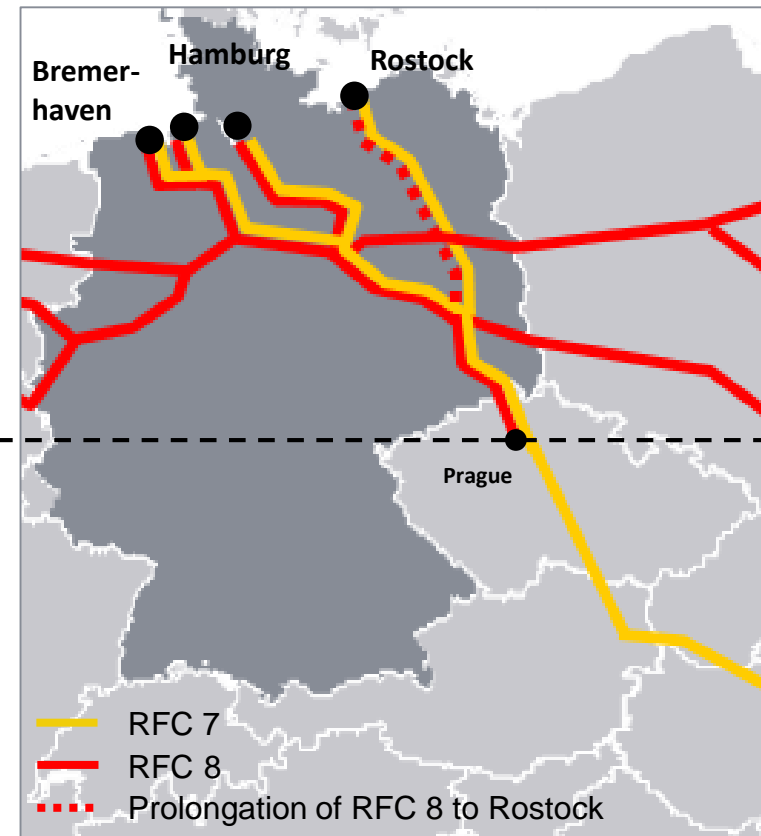 Hamburg
Rostock
Bremer-
haven
Prague
RFC 7
RFC 8
Prolongation of RFC 8 to Rostock